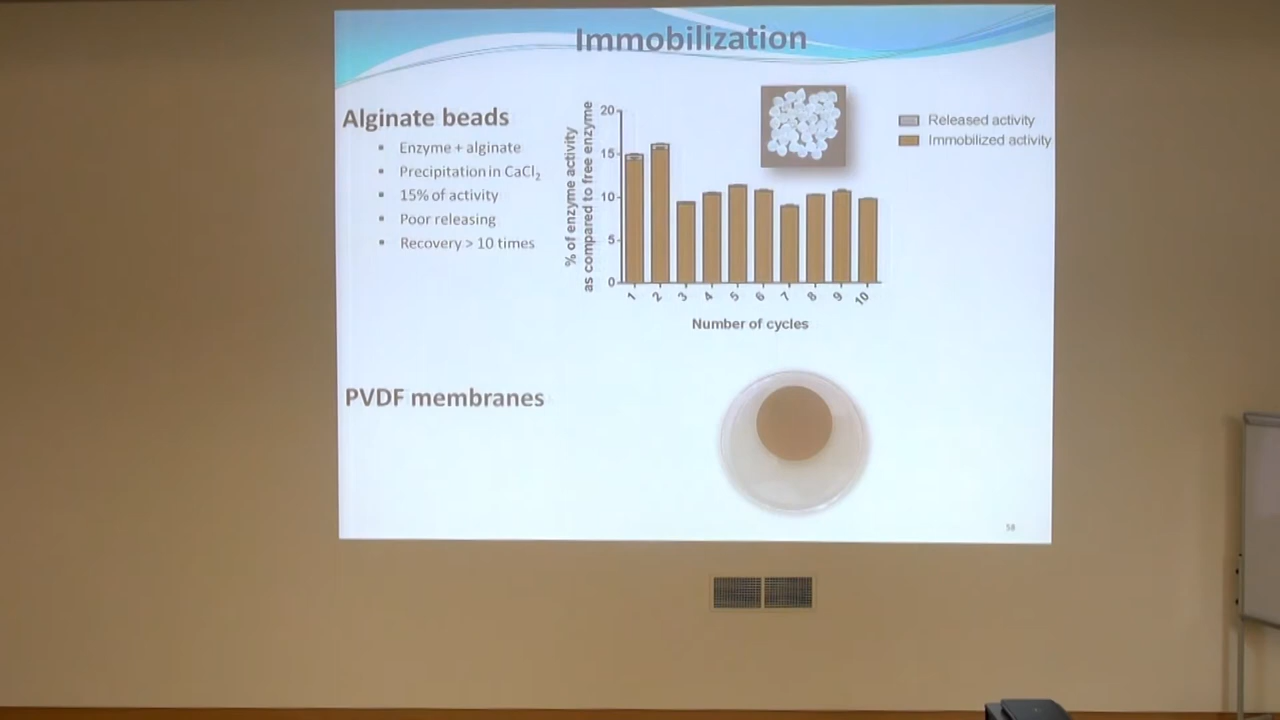 Immobilization
Alginate beads
▪ Enzyme + alginate
▪ Precipitation in CaCl₂
▪ 15% of activity
▪ Poor releasing
▪ Recovery > 10 times
% of enzyme activity
as compared to free enzyme
20
15
10
5
0
1 2 3 4 5 6 7 8 9 10
Number of cycles
Released activity
Immobilized activity
PVDF membranes
58